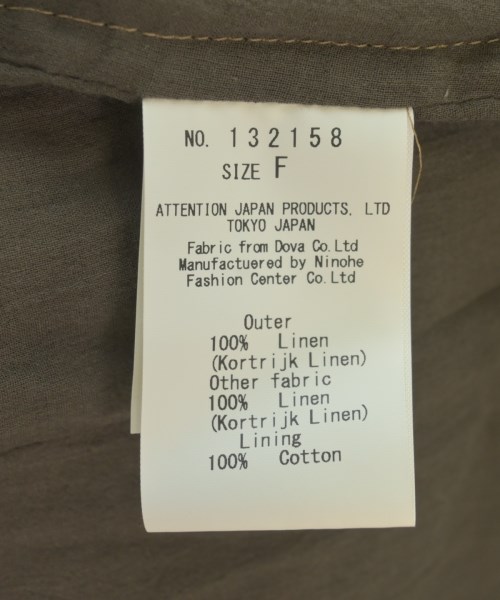 NO. 132158
SIZE F
ATTENTION JAPAN PRODUCTS. LTD
TOKYO JAPAN
Fabric from Dova Co.Ltd
Manufactuered by Ninohe
Fashion Center Co.Ltd
Outer
100% Linen
(Kortrijk Linen)
Other fabric
100% Linen
(Kortrijk Linen)
Lining
100% Cotton